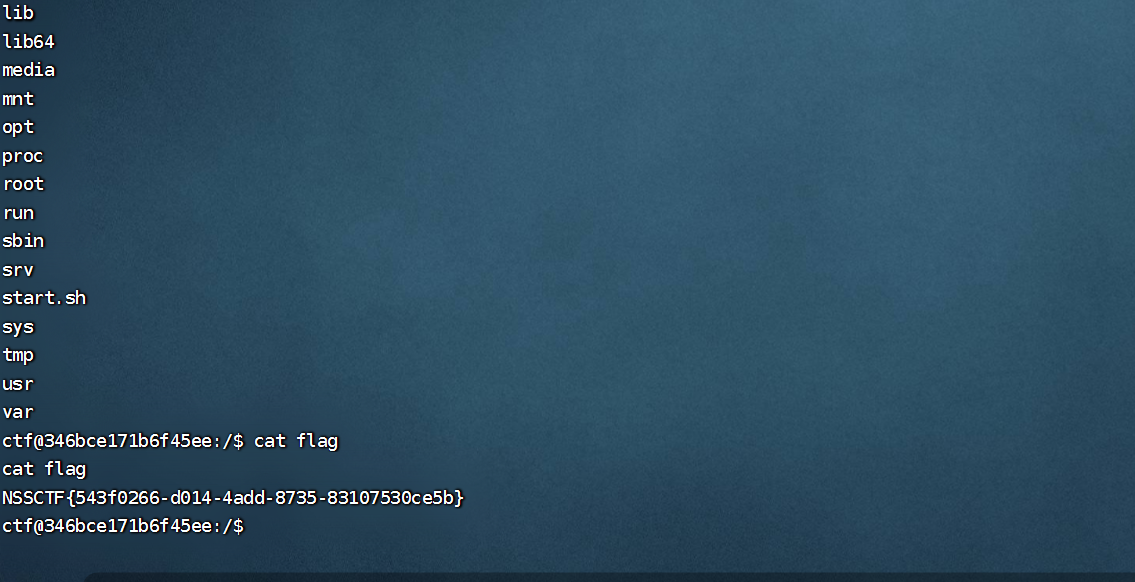 lib
lib64
media
mnt
opt
proc
root
run
sbin
srv
start.sh
sys
tmp
usr
var
ctf@346bce171b6f45ee:/$ cat flag
cat flag
NSSCTF{543f0266-d014-4add-8735-83107530ce5b}
ctf@346bce171b6f45ee:/$